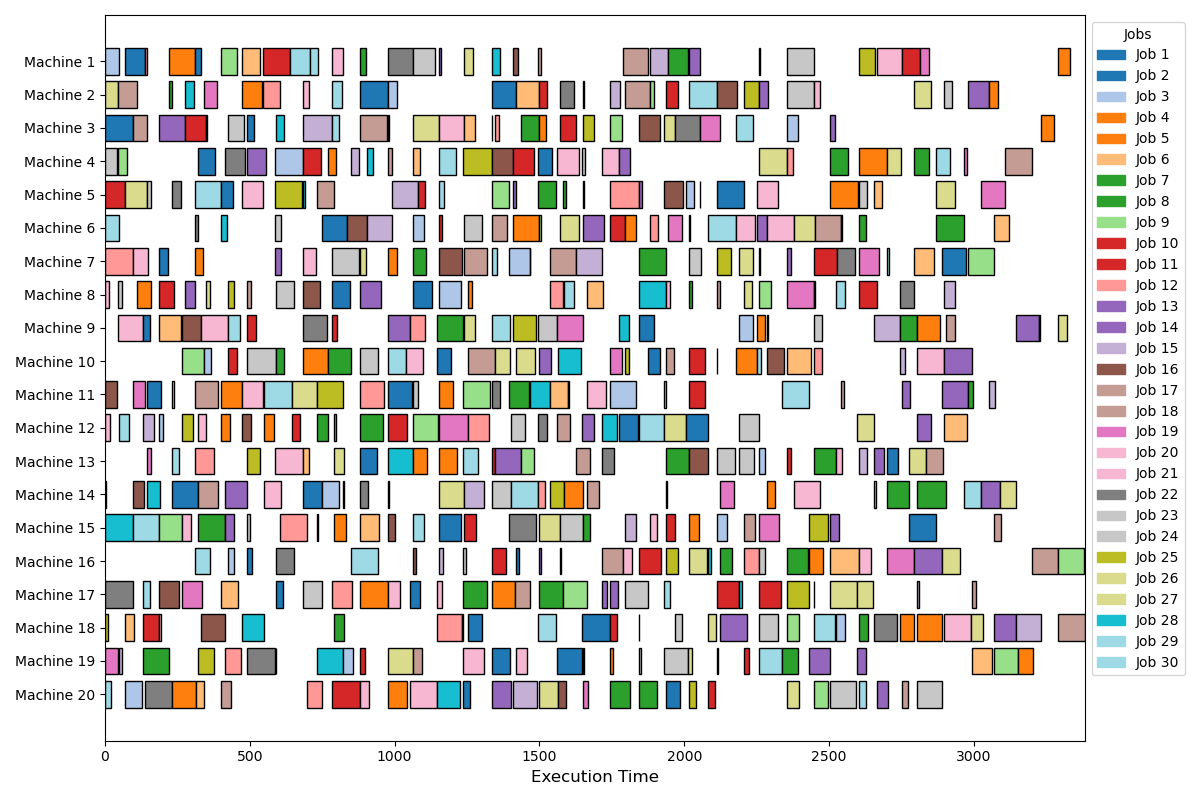 Machine 1
Machine 2
Machine 3
Machine 4
Machine 5
Machine 6
Machine 7
Machine 8
Machine 9
Machine 10
Machine 11
Machine 12
Machine 13
Machine 14
Machine 15
Machine 16
Machine 17
Machine 18
Machine 19
Machine 20
0 500 1000 1500 2000 2500 3000
Execution Time
Jobs
Job 1
Job 2
Job 3
Job 4
Job 5
Job 6
Job 7
Job 8
Job 9
Job 10
Job 11
Job 12
Job 13
Job 14
Job 15
Job 16
Job 17
Job 18
Job 19
Job 20
Job 21
Job 22
Job 23
Job 24
Job 25
Job 26
Job 27
Job 28
Job 29
Job 30